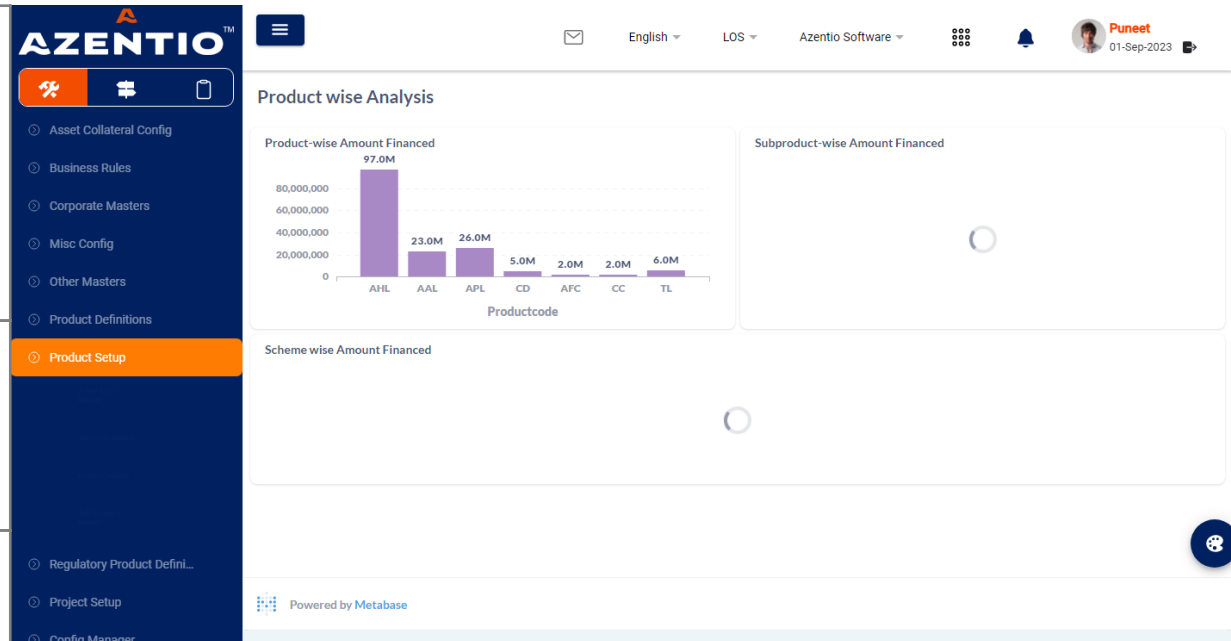 AZENTIO™
English
LOS
Azentio Software
Puneet
01-Sep-2023
Asset Collateral Config
Business Rules
Corporate Masters
Misc Config
Other Masters
Product Definitions
Product Setup
Regulatory Product Defini...
Project Setup
Config Manager
Product wise Analysis
Product-wise Amount Financed
97.0M
80,000,000
60,000,000
40,000,000
23.0M
26.0M
20,000,000
5.0M
2.0M
2.0M
6.0M
0
AHL AAL APL CD AFC CC TL
Productcode
Subproduct-wise Amount Financed
Scheme wise Amount Financed
Powered by Metabase